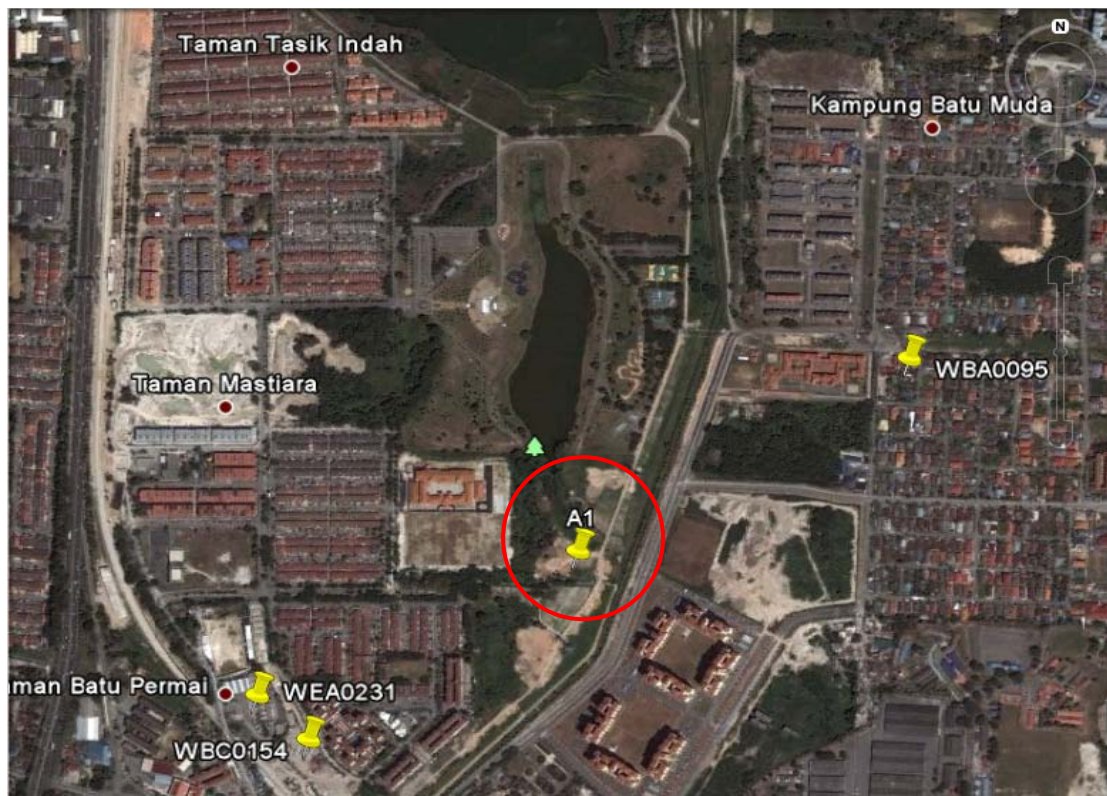 N
Taman Tasik Indah
Kampung Batu Muda
WBA0095
Taman Mastiara
A1
aman Batu Permai
WEA0231
WBC0154